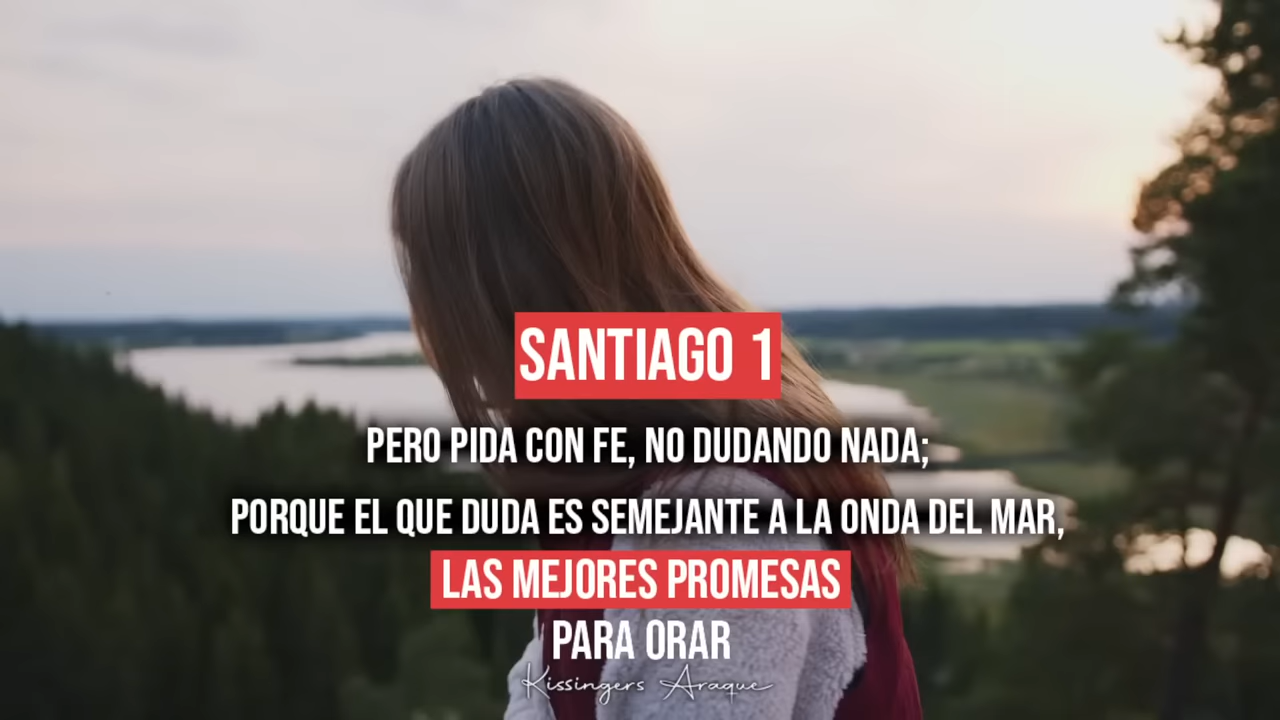 SANTIAGO 1
PERO PIDA CON FE, NO DUDANDO NADA;
PORQUE EL QUE DUDA ES SEMEJANTE A LA ONDA DEL MAR,
LAS MEJORES PROMESAS
PARA ORAR
Kissingers Araque